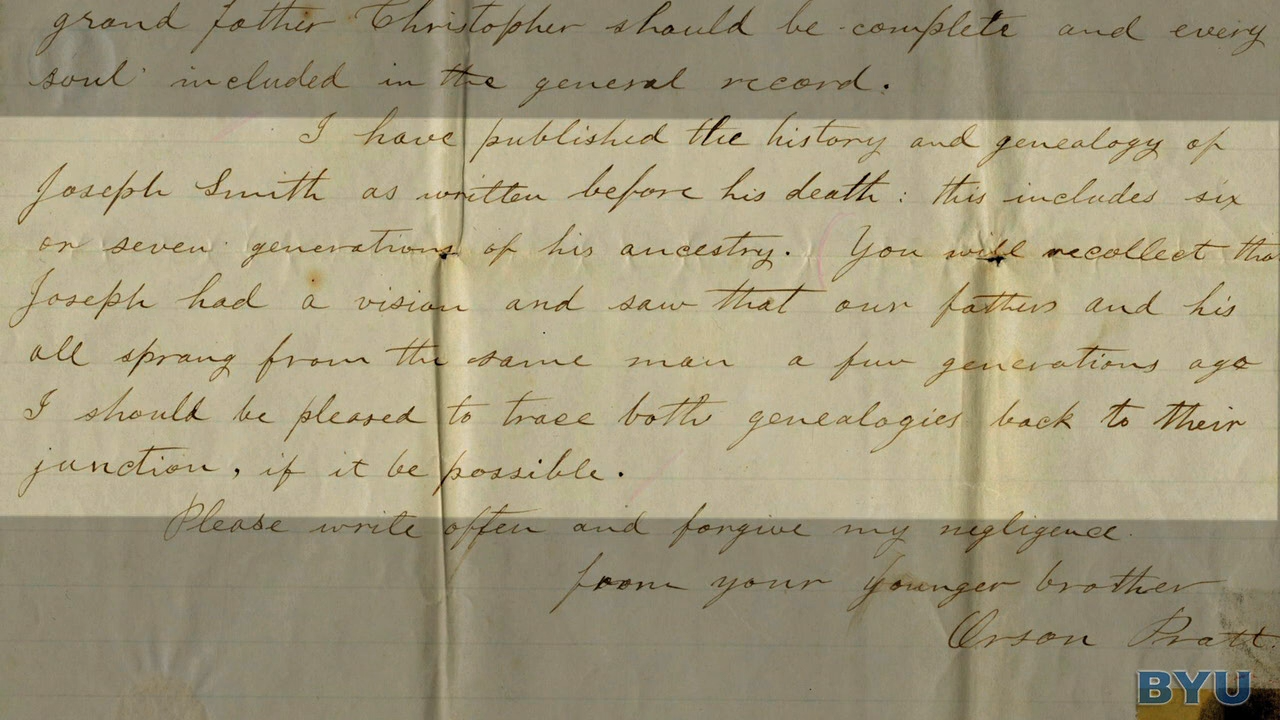 grand father Christopher should be complete and every
soul included in the general record.
I have published the history and genealogy of
Joseph Smith as written before his death: this includes six
or seven generations of his ancestry. You will recollect tha
Joseph had a vision and saw that our fathers and his
all sprang from the same man a few generations ago
I should be pleased to trace both genealogies back to their
junction, if it be possible.
Please write often and forgive my negligence.
from your younger brother
Orson Pratt.
BYU